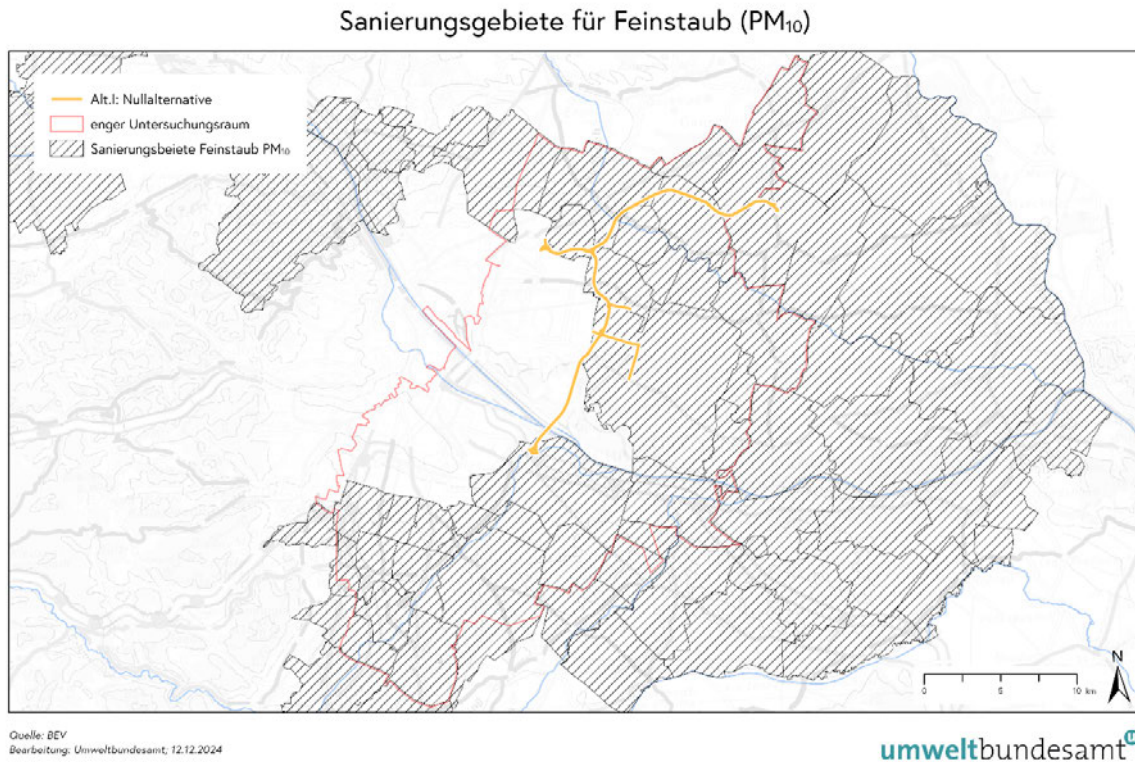 Sanierungsgebiete für Feinstaub (PM₁₀)
Alt.I: Nullalternative
enger Untersuchungsraum
Sanierungsbeiete Feinstaub PM₁₀
N
0 5 10 km
Quelle: BEV
Bearbeitung: Umweltbundesamt; 12.12.2024
umweltbundesamt